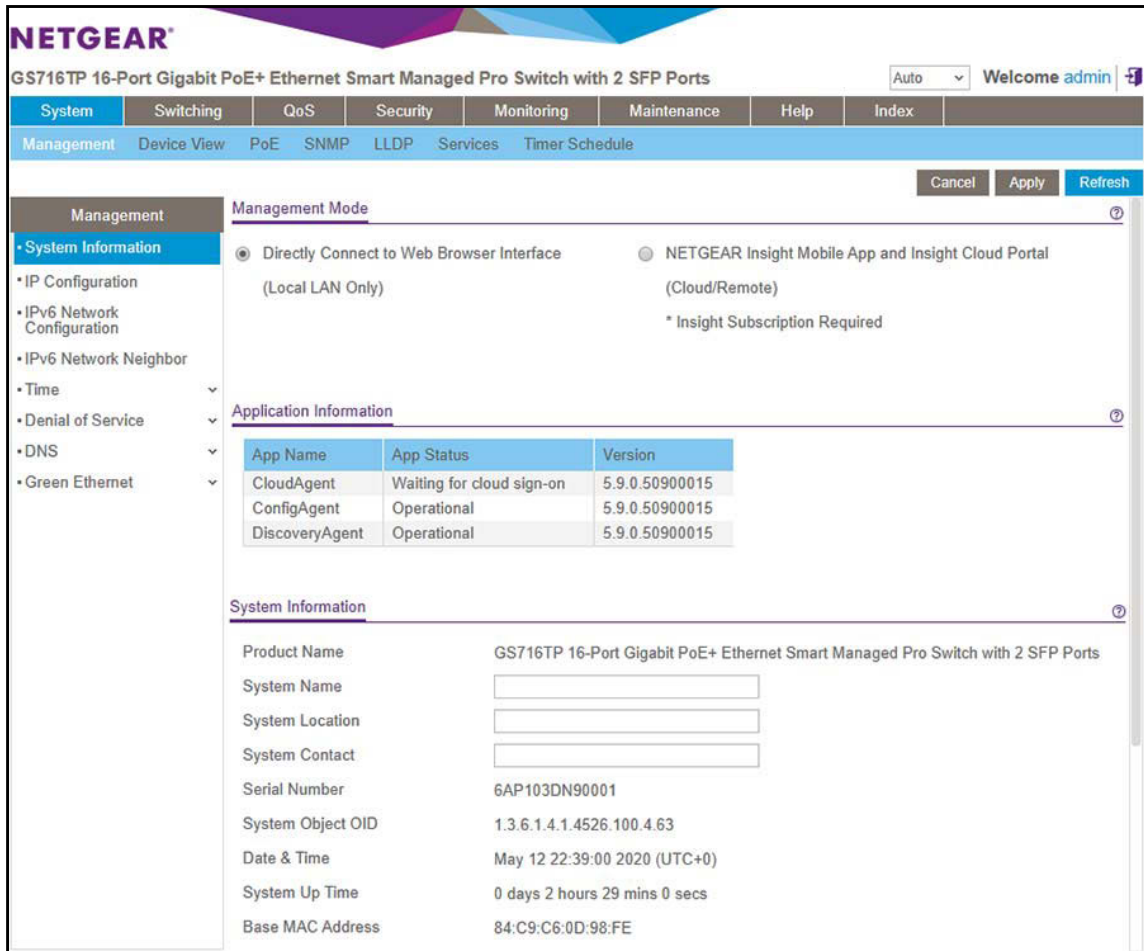 NETGEAR®
GS716TP 16-Port Gigabit PoE+ Ethernet Smart Managed Pro Switch with 2 SFP Ports
Auto
Welcome admin
System Switching QoS Security Monitoring Maintenance Help Index
Management Device View PoE SNMP LLDP Services Timer Schedule
Cancel Apply Refresh
Management
• System Information
• IP Configuration
• IPv6 Network
Configuration
• IPv6 Network Neighbor
• Time
• Denial of Service
• DNS
• Green Ethernet
Management Mode
Directly Connect to Web Browser Interface
(Local LAN Only)
NETGEAR Insight Mobile App and Insight Cloud Portal
(Cloud/Remote)
* Insight Subscription Required
Application Information
App Name App Status Version
CloudAgent Waiting for cloud sign-on 5.9.0.50900015
ConfigAgent Operational 5.9.0.50900015
DiscoveryAgent Operational 5.9.0.50900015
System Information
Product Name GS716TP 16-Port Gigabit PoE+ Ethernet Smart Managed Pro Switch with 2 SFP Ports
System Name
System Location
System Contact
Serial Number 6AP103DN90001
System Object OID 1.3.6.1.4.1.4526.100.4.63
Date & Time May 12 22:39:00 2020 (UTC+0)
System Up Time 0 days 2 hours 29 mins 0 secs
Base MAC Address 84:C9:C6:0D:98:FE